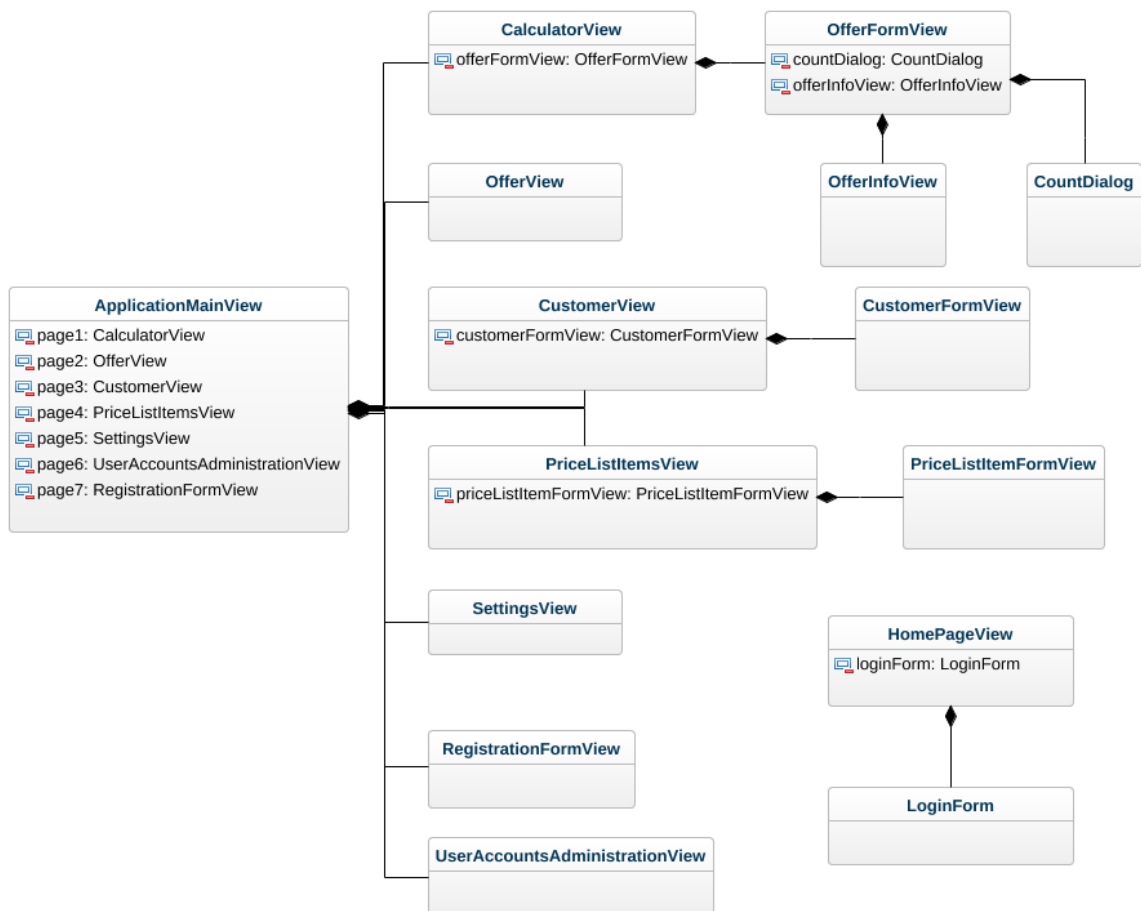 CalculatorView
offerFormView: OfferFormView
OfferFormView
countDialog: CountDialog
offerInfoView: OfferInfoView
OfferView
OfferInfoView
CountDialog
ApplicationMainView
page1: CalculatorView
page2: OfferView
page3: CustomerView
page4: PriceListItemsView
page5: SettingsView
page6: UserAccountsAdministrationView
page7: RegistrationFormView
CustomerView
customerFormView: CustomerFormView
CustomerFormView
PriceListItemsView
priceListItemFormView: PriceListItemFormView
PriceListItemFormView
SettingsView
HomePageView
loginForm: LoginForm
RegistrationFormView
LoginForm
UserAccountsAdministrationView